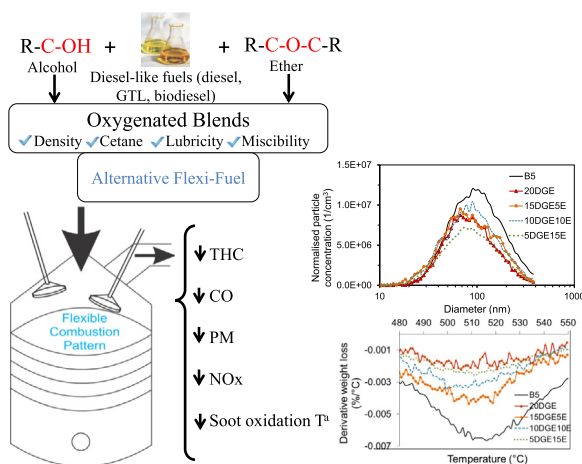 R-C-OH + + R-C-O-C-R
Alcohol
Ether
Diesel-like fuels (diesel,
GTL, biodiesel)
Oxygenated Blends
Density Cetane Lubricity Miscibility
Alternative Flexi-Fuel
Flexible
Combustion
Pattern
THC
CO
PM
NOx
Soot oxidation Tª
Normalised particle
concentration (1/cm³)
1.5E+07
1.0E+07
5.0E+06
0.0E+00
10 100 1000
Diameter (nm)
B5
20DGE
15DGE5E
10DGE10E
5DGE15E
480 490 500 510 520 530 540 550
Derivative weight loss
(%/°C)
-0.001
-0.003
-0.005
-0.007
B5
20DGE
15DGE5E
10DGE10E
5DGE15E
Temperature (°C)